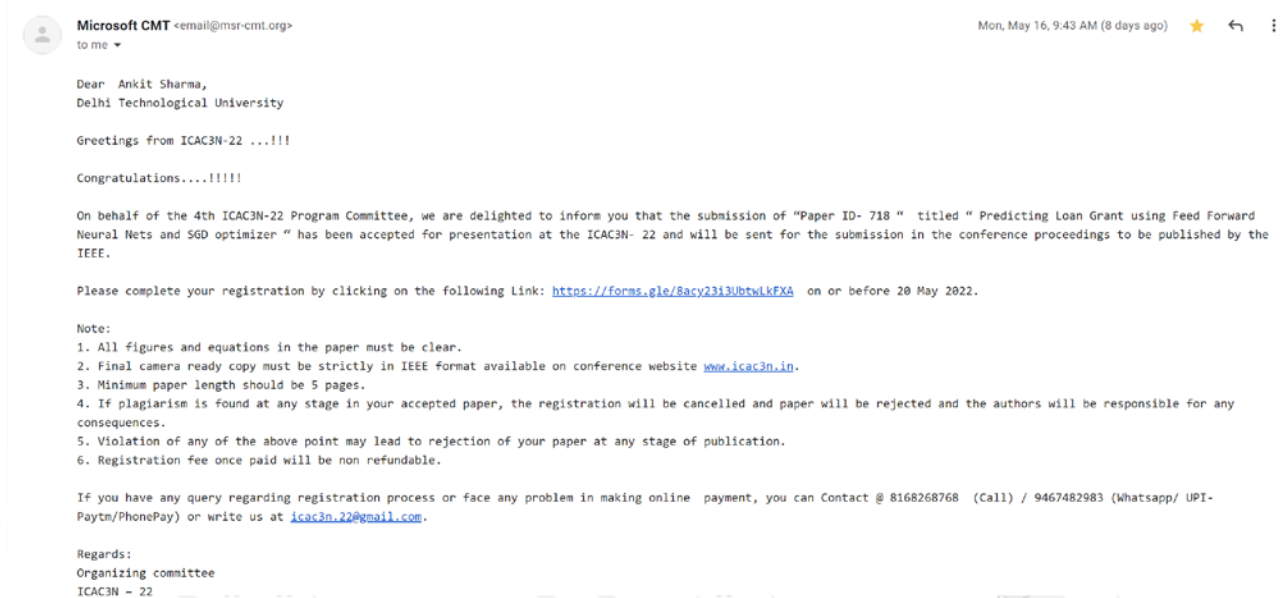 Microsoft CMT <email@msr-cmt.org>
Mon, May 16, 9:43 AM (8 days ago)
to me
Dear  Ankit Sharma,
Delhi Technological University
Greetings from ICAC3N-22 ...!!!
Congratulations....!!!!!
On behalf of the 4th ICAC3N-22 Program Committee, we are delighted to inform you that the submission of "Paper ID- 718 "  titled " Predicting Loan Grant using Feed Forward
Neural Nets and SGD optimizer " has been accepted for presentation at the ICAC3N- 22 and will be sent for the submission in the conference proceedings to be published by the
IEEE.
Please complete your registration by clicking on the following Link: https://forms.gle/8acy23i3UbtwLkFXA  on or before 20 May 2022.
Note:
1. All figures and equations in the paper must be clear.
2. Final camera ready copy must be strictly in IEEE format available on conference website www.icac3n.in.
3. Minimum paper length should be 5 pages.
4. If plagiarism is found at any stage in your accepted paper, the registration will be cancelled and paper will be rejected and the authors will be responsible for any
consequences.
5. Violation of any of the above point may lead to rejection of your paper at any stage of publication.
6. Registration fee once paid will be non refundable.
If you have any query regarding registration process or face any problem in making online  payment, you can Contact @ 8168268768  (Call) / 9467482983 (Whatsapp/ UPI-
Paytm/PhonePay) or write us at icac3n.22@gmail.com.
Regards:
Organizing committee
ICAC3N – 22